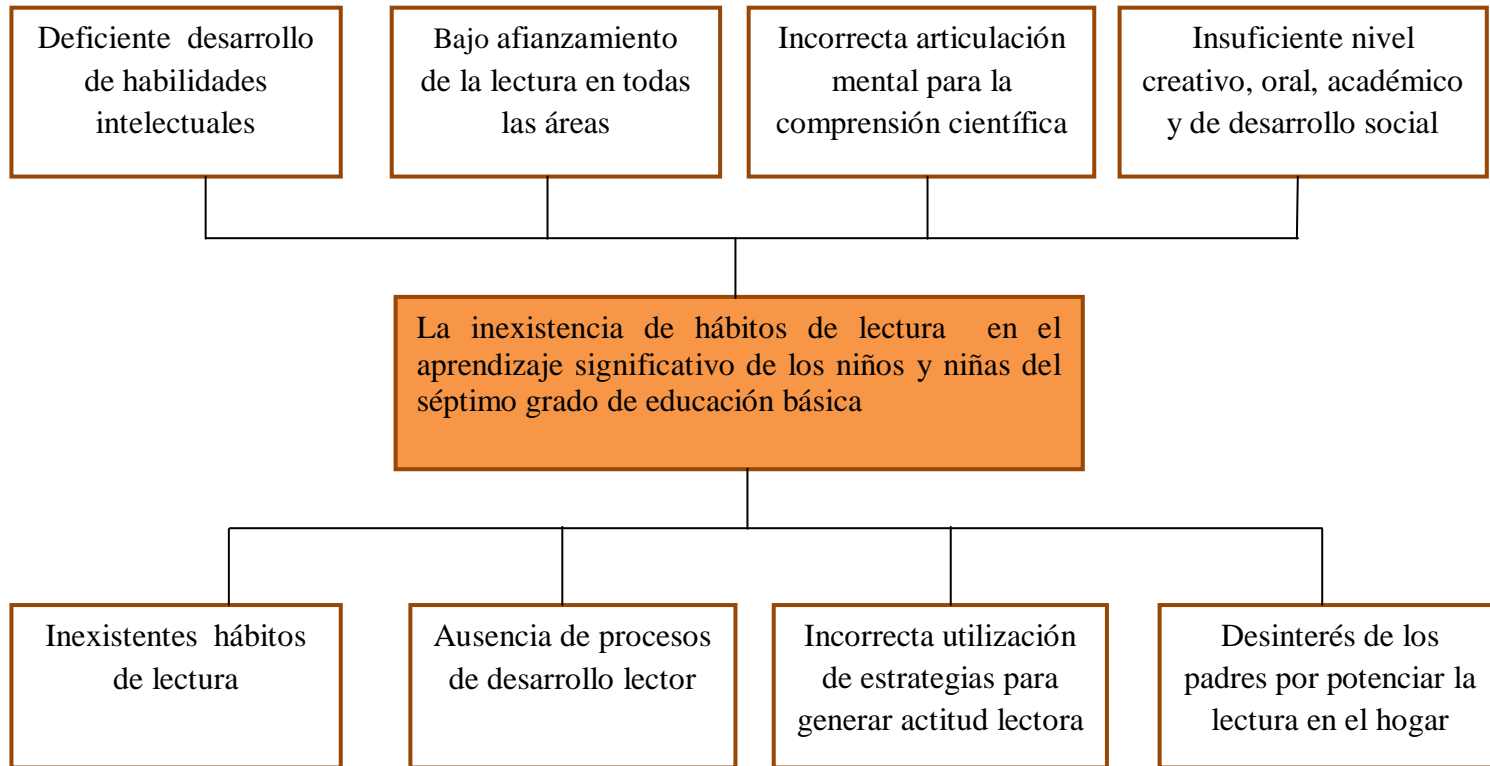 Deficiente desarrollo
de habilidades
intelectuales
Bajo afianzamiento
de la lectura en todas
las áreas
Incorrecta articulación
mental para la
comprensión científica
Insuficiente nivel
creativo, oral, académico
y de desarrollo social
La inexistencia de hábitos de lectura en el
aprendizaje significativo de los niños y niñas del
séptimo grado de educación básica
Inexistentes hábitos
de lectura
Ausencia de procesos
de desarrollo lector
Incorrecta utilización
de estrategias para
generar actitud lectora
Desinterés de los
padres por potenciar la
lectura en el hogar